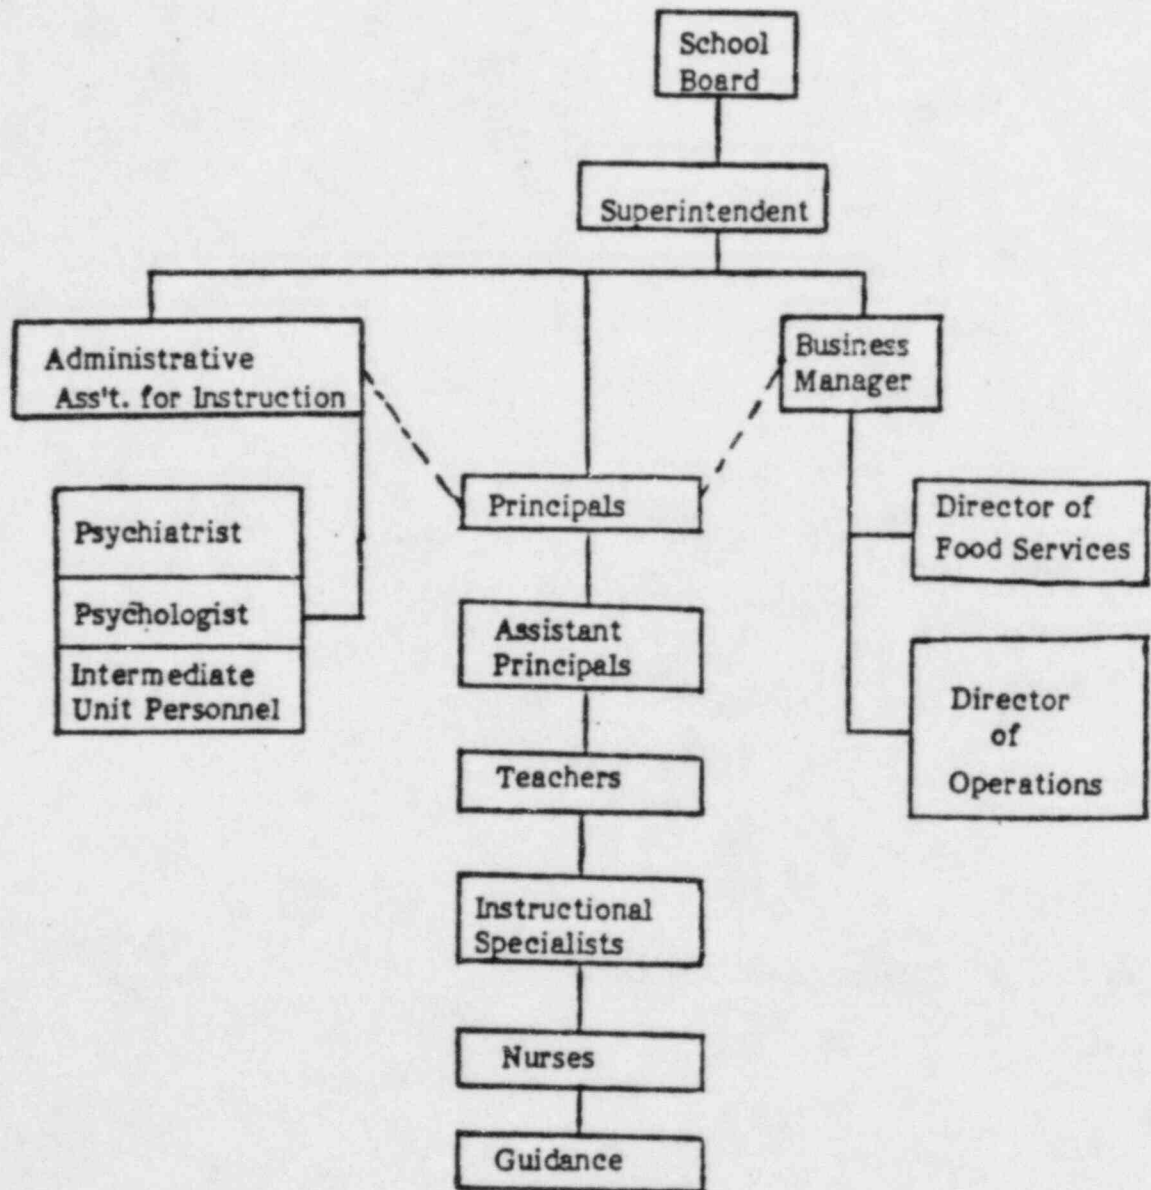 School
Board
Superintendent
Administrative
Ass't. for Instruction
Business
Manager
Principals
Psychiatrist
Psychologist
Intermediate
Unit Personnel
Director of
Food Services
Assistant
Principals
Director
of
Operations
Teachers
Instructional
Specialists
Nurses
Guidance